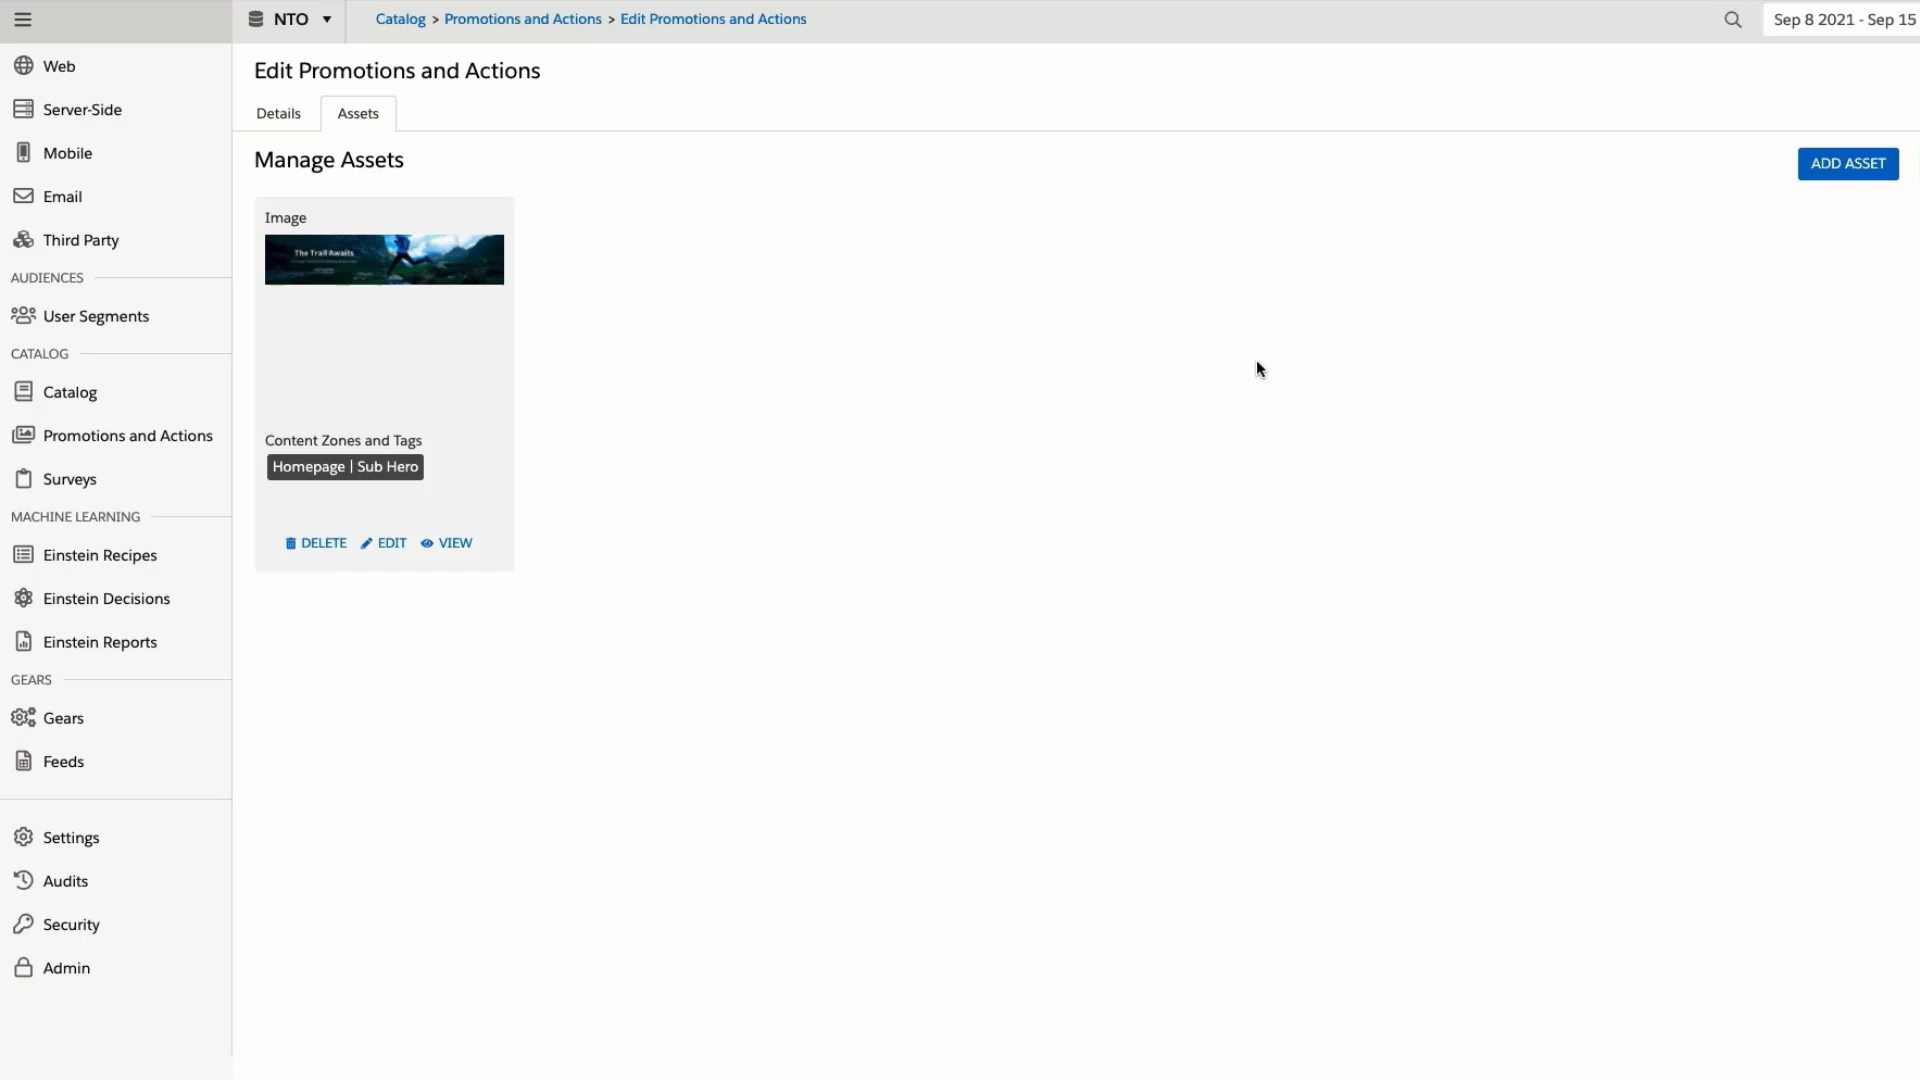 NTO
Catalog > Promotions and Actions > Edit Promotions and Actions
Sep 8 2021 - Sep 15
Web
Server-Side
Mobile
Email
Third Party
AUDIENCES
User Segments
CATALOG
Catalog
Promotions and Actions
Surveys
MACHINE LEARNING
Einstein Recipes
Einstein Decisions
Einstein Reports
GEARS
Gears
Feeds
Settings
Audits
Security
Admin
Edit Promotions and Actions
Details
Assets
Manage Assets
ADD ASSET
Image
The Trail Awaits
Content Zones and Tags
Homepage | Sub Hero
DELETE EDIT VIEW